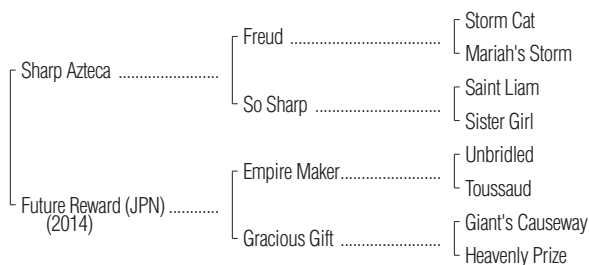 Storm Cat
Freud ........................................
Mariah's Storm
Sharp Azteca ..........................
Saint Liam
So Sharp ..................................
Sister Girl
Unbridled
Empire Maker...........................
Toussaud
Future Reward (JPN) .............
(2014)
Giant's Causeway
Gracious Gift ...........................
Heavenly Prize